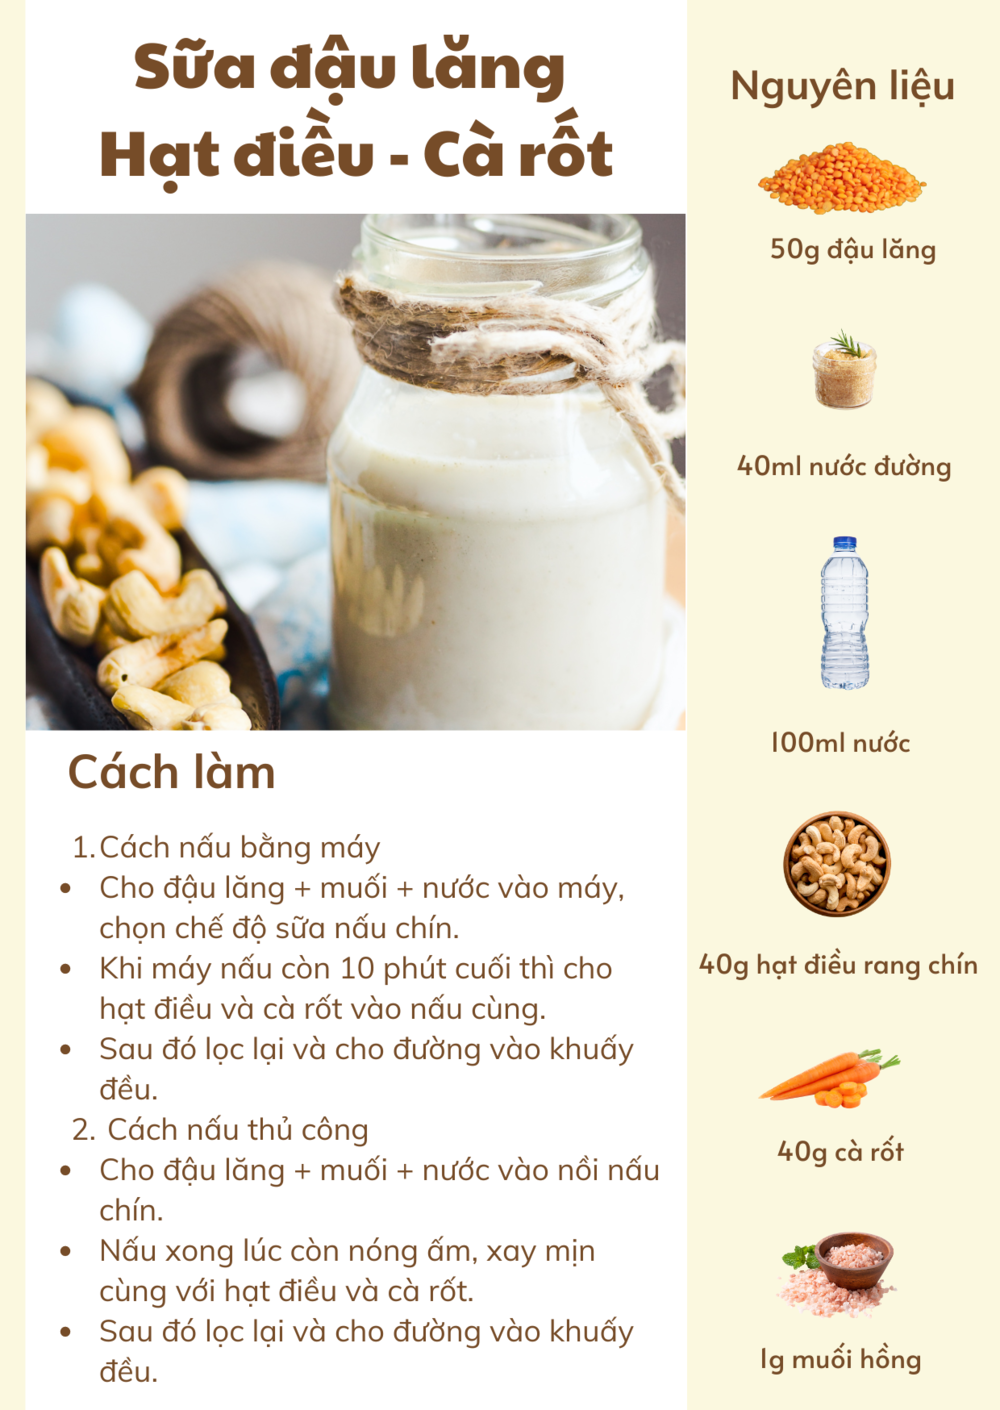 Sữa đậu lăng
Hạt điều - Cà rốt
Cách làm
1. Cách nấu bằng máy
• Cho đậu lăng + muối + nước vào máy,
chọn chế độ sữa nấu chín.
• Khi máy nấu còn 10 phút cuối thì cho
hạt điều và cà rốt vào nấu cùng.
• Sau đó lọc lại và cho đường vào khuấy
đều.
2. Cách nấu thủ công
• Cho đậu lăng + muối + nước vào nồi nấu
chín.
• Nấu xong lúc còn nóng ấm, xay mịn
cùng với hạt điều và cà rốt.
• Sau đó lọc lại và cho đường vào khuấy
đều.
Nguyên liệu
50g đậu lăng
40ml nước đường
100ml nước
40g hạt điều rang chín
40g cà rốt
1g muối hồng